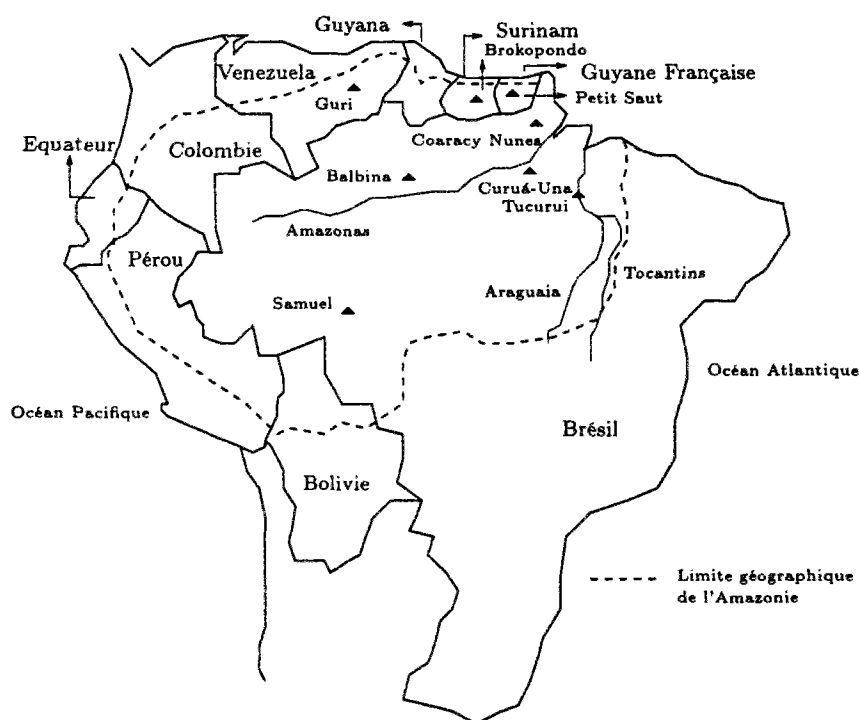 Guyana
Surinam
Brokopondo
Guyane Française
Venezuela
Guri
Petit Saut
Equateur
Colombie
Coaracy Nunes
Balbina
Curuá-Una
Tucurui
Amazonas
Pérou
Tocantins
Araguaia
Samuel
Océan Atlantique
Océan Pacifique
Brésil
Bolivie
Limite géographique
de l'Amazonie